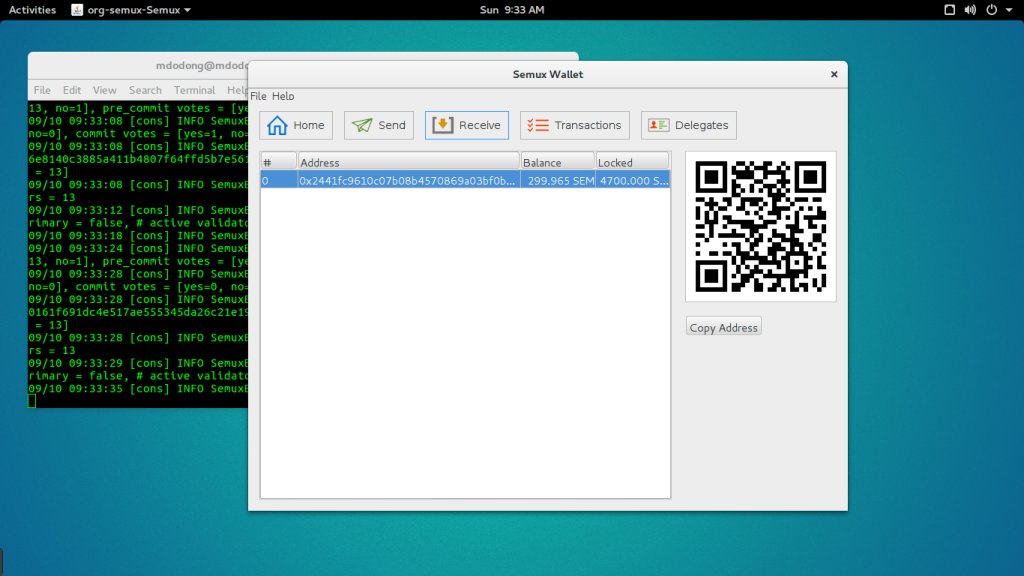 Activities org-semux-Semux Sun 9:33 AM
mdodong@mdodo
File Edit View Search Terminal Help
13, no=1], pre_commit votes = [ye
09/10 09:33:08 [cons] INFO SemuxB
no=0], commit votes = [yes=1, no=
6e8140c3885a411b4807f64ffd5b7e561
= 13]
09/10 09:33:08 [cons] INFO SemuxB
rs = 13
09/10 09:33:12 [cons] INFO SemuxB
rimary = false, # active validato
09/10 09:33:18 [cons] INFO SemuxB
09/10 09:33:24 [cons] INFO SemuxB
13, no=1], pre_commit votes = [ye
09/10 09:33:28 [cons] INFO SemuxB
no=0], commit votes = [yes=0, no=
09/10 09:33:28 [cons] INFO SemuxB
0161f691dc4e517ae555345da26c21e19
= 13]
09/10 09:33:28 [cons] INFO SemuxB
rs = 13
09/10 09:33:29 [cons] INFO SemuxB
rimary = false, # active validato
09/10 09:33:35 [cons] INFO SemuxB
Semux Wallet
File Help
Home Send Receive Transactions Delegates
# Address Balance Locked
0 0x2441fc9610c07b08b4570869a03bf0b... 299.965 SEM 4700.000 S...
Copy Address